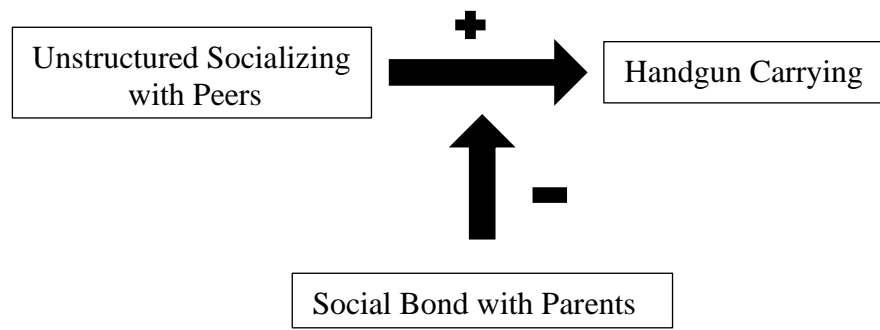 +
Unstructured Socializing
with Peers
Handgun Carrying
-
Social Bond with Parents